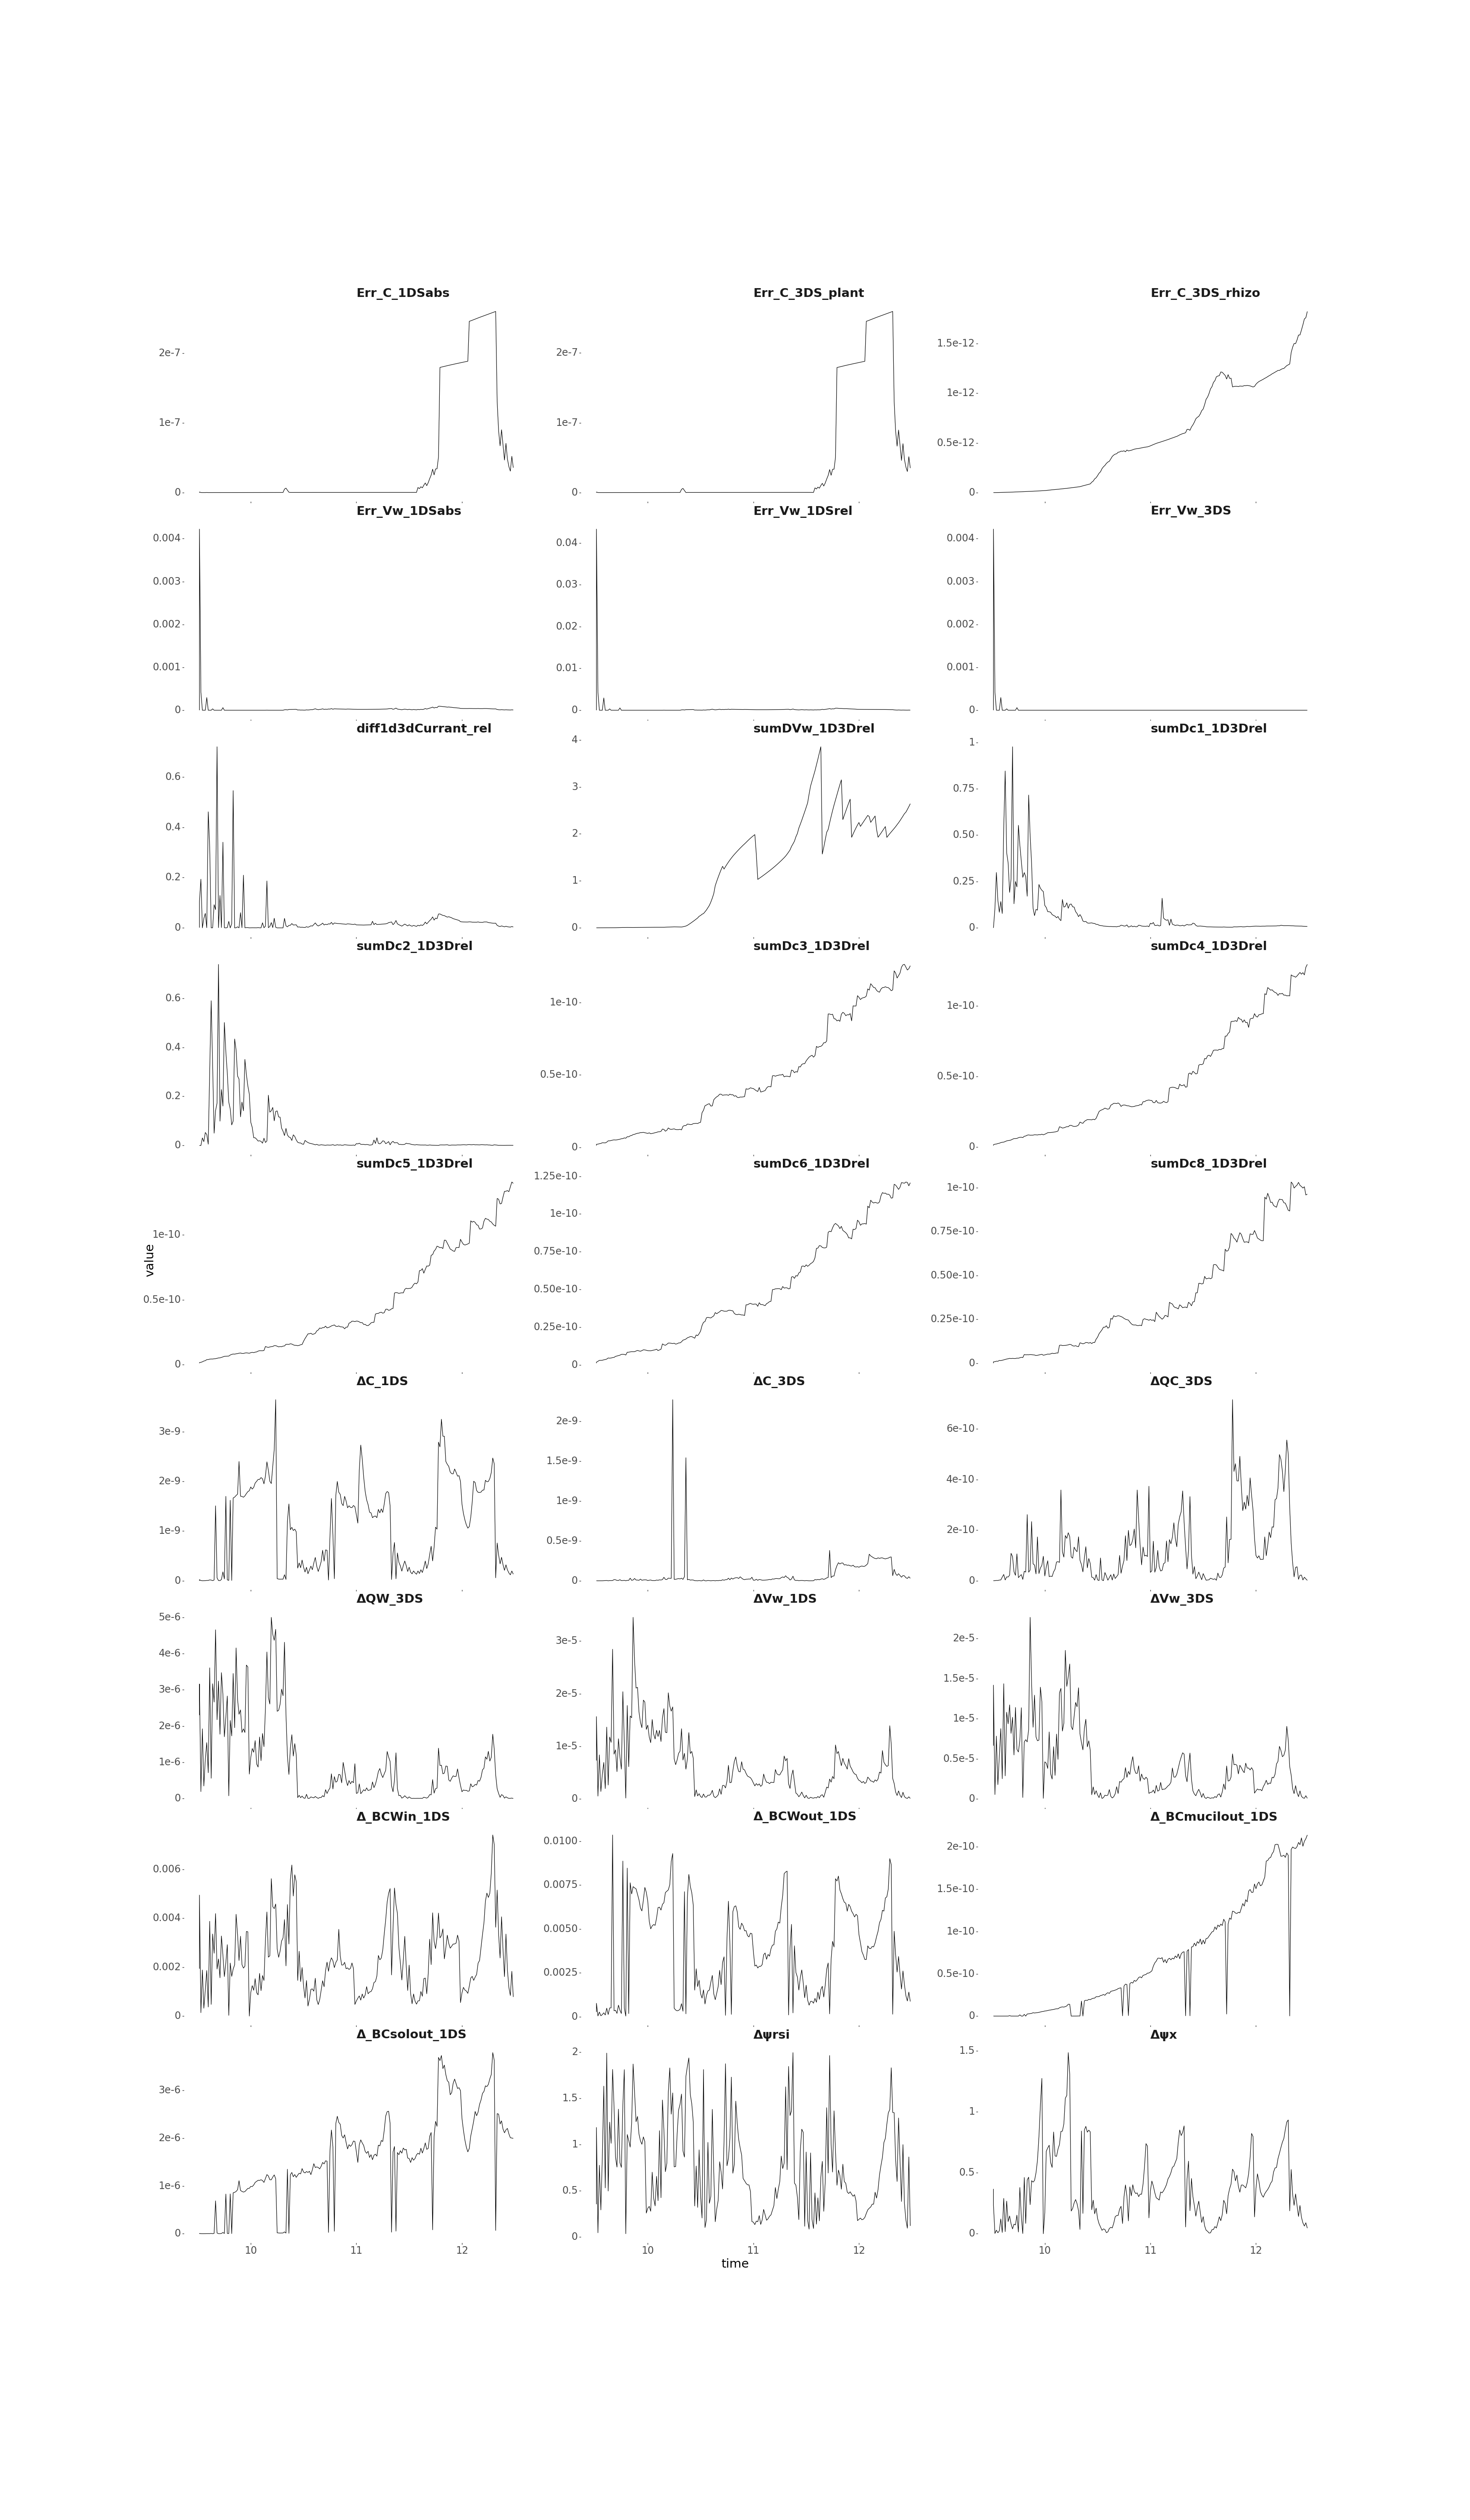 Err_C_1DSabs Err_C_3DS_plant Err_C_3DS_rhizo
2e-7 2e-7 1.5e-12
1e-12
1e-7 1e-7 0.5e-12
0 0 0
Err_Vw_1DSabs Err_Vw_1DSrel Err_Vw_3DS
0.004 0.04 0.004
0.003 0.03 0.003
0.002 0.02 0.002
0.001 0.01 0.001
0 0 0
diff1d3dCurrant_rel sumDVw_1D3Drel sumDc1_1D3Drel
4 1
0.6 3 0.75
0.4 2 0.50
0.2 1 0.25
0 0 0
sumDc2_1D3Drel sumDc3_1D3Drel sumDc4_1D3Drel
0.6 1e-10 1e-10
0.4
0.2 0.5e-10 0.5e-10
0 0 0
sumDc5_1D3Drel sumDc6_1D3Drel sumDc8_1D3Drel
1.25e-10 1e-10
1e-10 1e-10 0.75e-10
0.75e-10 0.50e-10
0.5e-10 0.50e-10 0.25e-10
0.25e-10
0 0 0
value
ΔC_1DS ΔC_3DS ΔQC_3DS
3e-9 2e-9 6e-10
2e-9 1.5e-9 4e-10
1e-9 1e-9 2e-10
0.5e-9
0 0 0
ΔQW_3DS ΔVw_1DS ΔVw_3DS
5e-6
4e-6 3e-5 2e-5
3e-6 2e-5 1.5e-5
2e-6 1e-5
1e-6 1e-5 0.5e-5
0 0 0
Δ_BCWin_1DS Δ_BCWout_1DS Δ_BCmucilout_1DS
0.0100 2e-10
0.006 0.0075 1.5e-10
0.004 0.0050 1e-10
0.002 0.0025 0.5e-10
0 0 0
Δ_BCsolout_1DS Δψrsi Δψx
2 1.5
3e-6 1.5
2e-6 1 1
1e-6 0.5 0.5
0 0 0
10 11 12 10 11 12 10 11 12
time